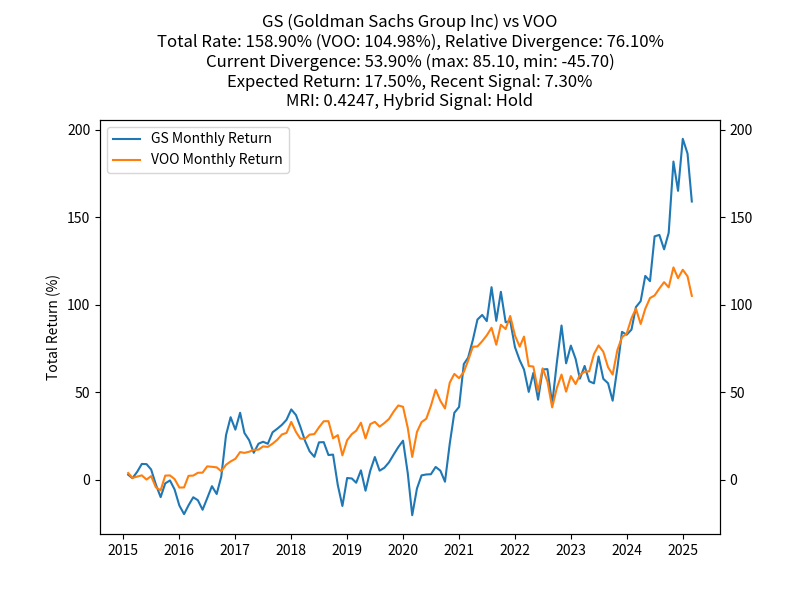 GS (Goldman Sachs Group Inc) vs VOO
Total Rate: 158.90% (VOO: 104.98%), Relative Divergence: 76.10%
Current Divergence: 53.90% (max: 85.10, min: -45.70)
Expected Return: 17.50%, Recent Signal: 7.30%
MRI: 0.4247, Hybrid Signal: Hold
GS Monthly Return
VOO Monthly Return
Total Return (%)
200
150
100
50
0
200
150
100
50
0
2015 2016 2017 2018 2019 2020 2021 2022 2023 2024 2025